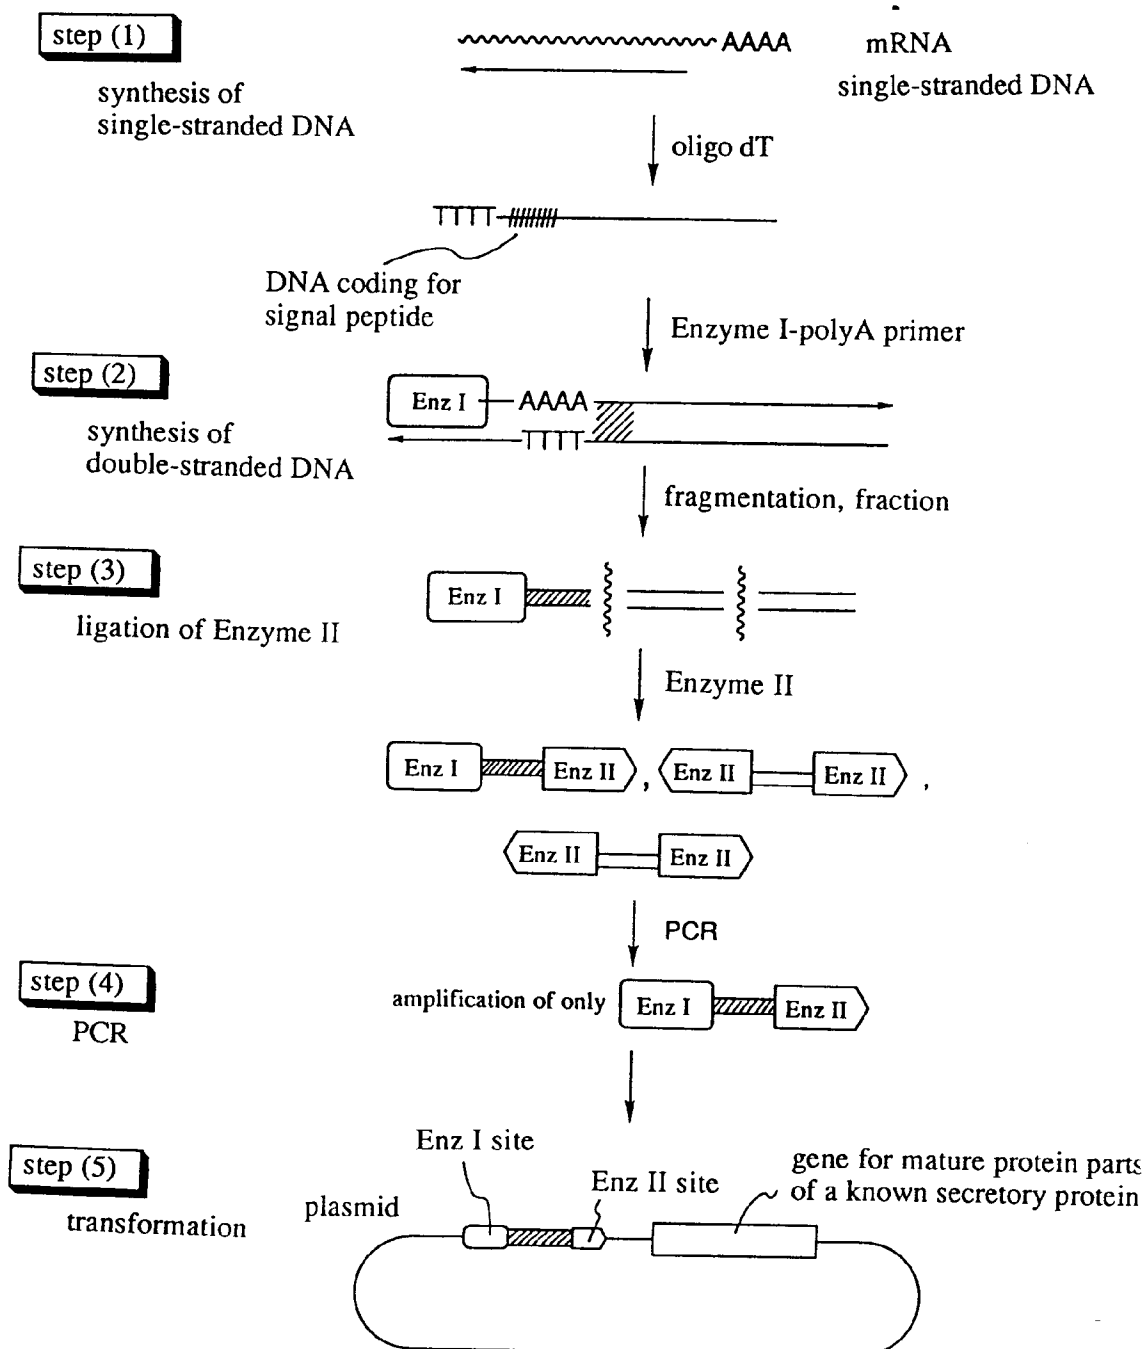 step (1)
AAAA
mRNA
synthesis of
single-stranded DNA
single-stranded DNA
oligo dT
TTTT
DNA coding for
signal peptide
Enzyme I-polyA primer
step (2)
Enz I
AAAA
synthesis of
double-stranded DNA
TTTT
fragmentation, fraction
step (3)
Enz I
ligation of Enzyme II
Enzyme II
Enz I Enz II , Enz II Enz II ,
Enz II Enz II
PCR
step (4)
PCR
amplification of only Enz I Enz II
Enz I site
step (5)
transformation
plasmid
Enz II site
gene for mature protein parts
of a known secretory protein